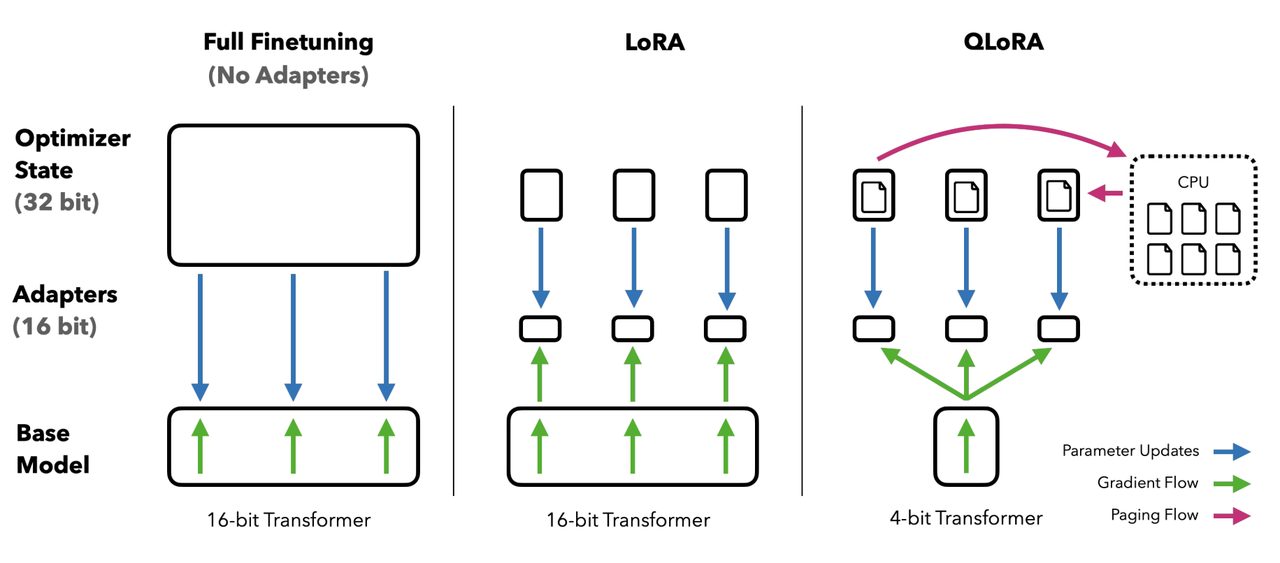 Full Finetuning
(No Adapters)
LoRA
QLoRA
Optimizer
State
(32 bit)
CPU
Adapters
(16 bit)
Base
Model
Parameter Updates
Gradient Flow
Paging Flow
16-bit Transformer
16-bit Transformer
4-bit Transformer